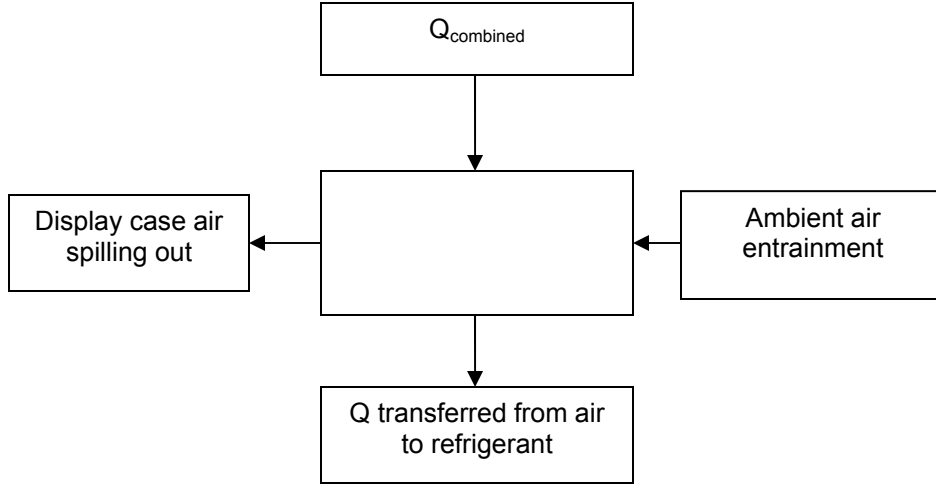 Qcombined
Display case air
spilling out
Ambient air
entrainment
Q transferred from air
to refrigerant